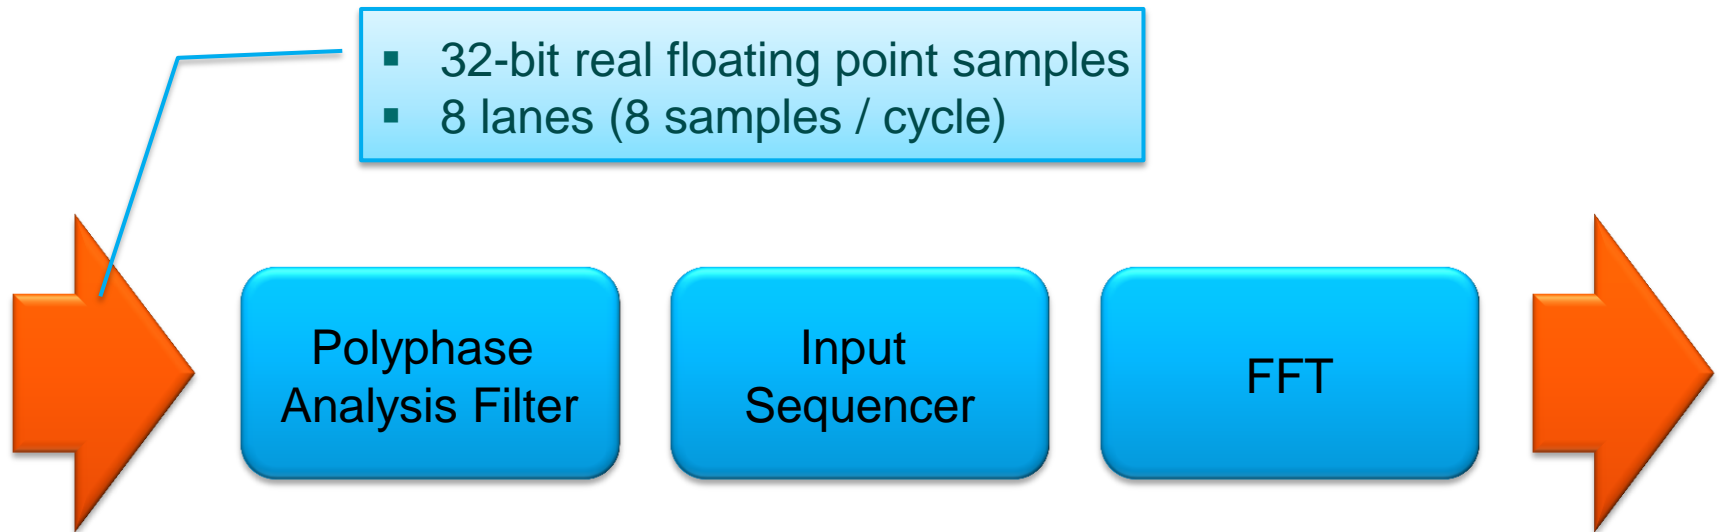 ▪ 32-bit real floating point samples
▪ 8 lanes (8 samples / cycle)
Polyphase
Analysis Filter
Input
Sequencer
FFT